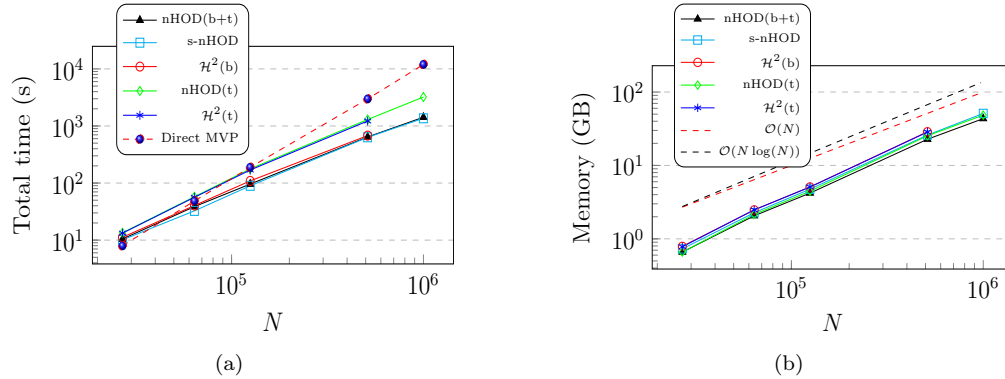 nHOD(b+t)
s-nHOD
ℋ²(b)
nHOD(t)
ℋ²(t)
Direct MVP
Total time (s)
10⁴
10³
10²
10¹
10⁵
10⁶
N
(a)
nHOD(b+t)
s-nHOD
ℋ²(b)
nHOD(t)
ℋ²(t)
𝒪(N)
𝒪(N log(N))
Memory (GB)
10²
10¹
10⁰
10⁵
10⁶
N
(b)